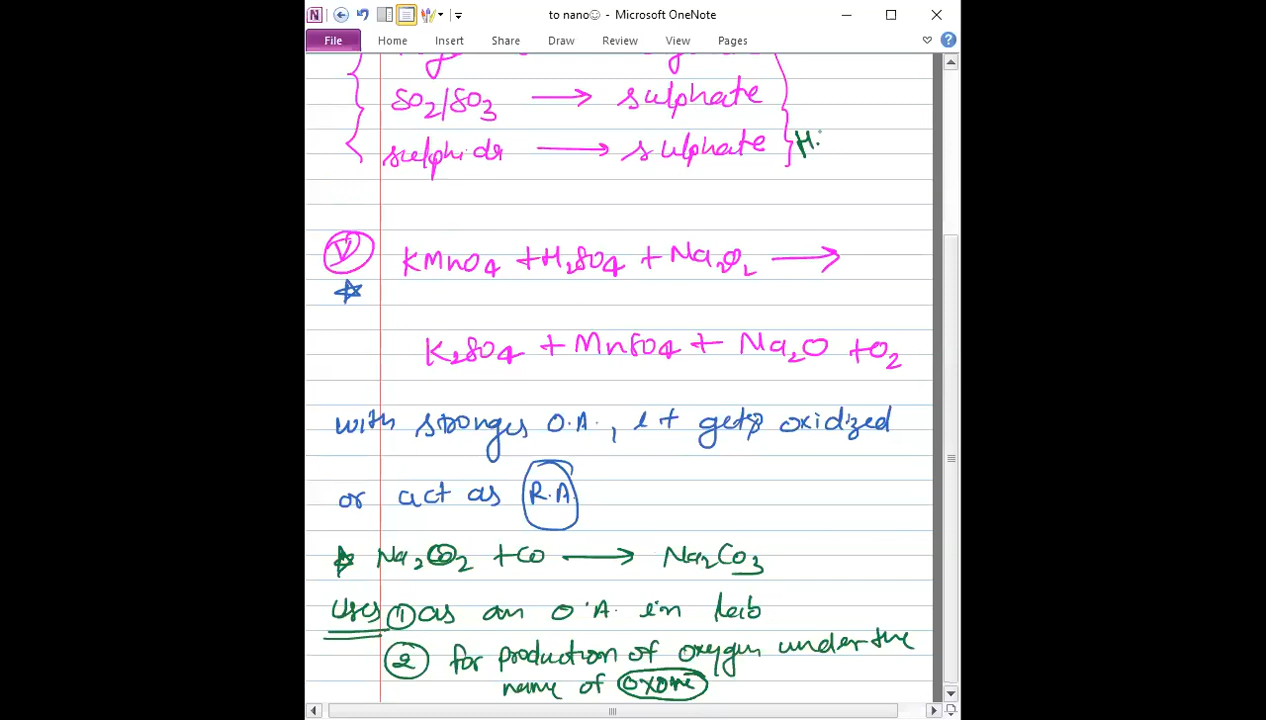 to nano☺ - Microsoft OneNote
File Home Insert Share Draw Review View Pages
SO2/SO3 → sulphate
sulphide → sulphate H.
V KMnO4 + H2SO4 + Na2O2 →
K2SO4 + MnSO4 + Na2O + O2
with stronges O.A., it gets oxidized
or act as R.A.
☆ Na2O2 + CO → Na2CO3
Uses ① as an O.A. in lab
② for production of oxygen under the
name of oxone